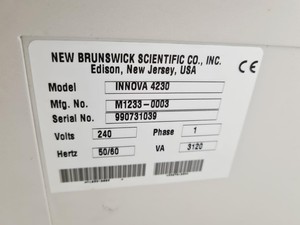 NEW BRUNSWICK SCIENTIFIC CO., INC.
Edison, New Jersey, USA
CE
Model INNOVA 4230
Mfg. No. M1233-0003
Serial No. 990731039
Volts 240 Phase 1
Hertz 50/60 VA 3120